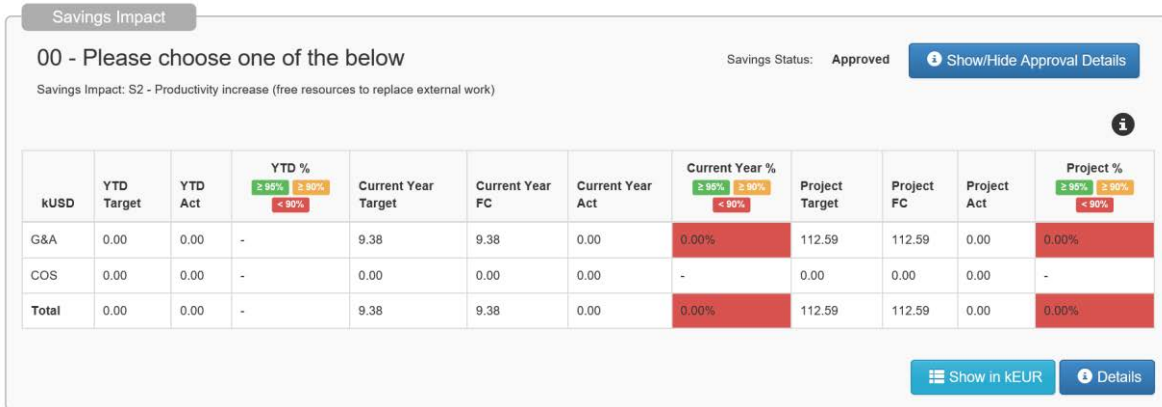 Savings Impact
00 - Please choose one of the below
Savings Status: Approved
Show/Hide Approval Details
Savings Impact: S2 - Productivity increase (free resources to replace external work)
kUSD YTD Target YTD Act YTD % ≥ 95% ≥ 90% < 90% Current Year Target Current Year FC Current Year Act Current Year % ≥ 95% ≥ 90% < 90% Project Target Project FC Project Act Project % ≥ 95% ≥ 90% < 90%
G&A 0.00 0.00 - 9.38 9.38 0.00 0.00% 112.59 112.59 0.00 0.00%
COS 0.00 0.00 - 0.00 0.00 0.00 - 0.00 0.00 0.00 -
Total 0.00 0.00 - 9.38 9.38 0.00 0.00% 112.59 112.59 0.00 0.00%
Show in kEUR
Details